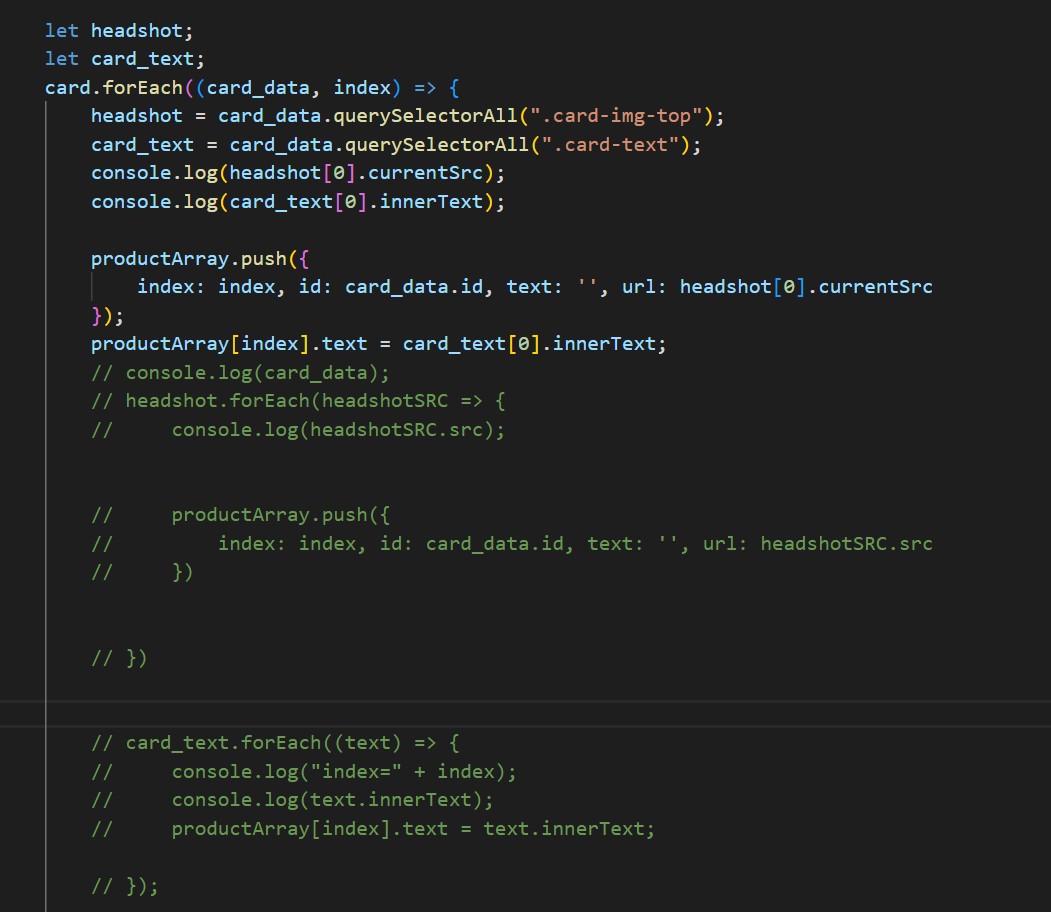 let headshot;
let card_text;
card.forEach((card_data, index) => {
    headshot = card_data.querySelectorAll(".card-img-top");
    card_text = card_data.querySelectorAll(".card-text");
    console.log(headshot[0].currentSrc);
    console.log(card_text[0].innerText);

    productArray.push({
        index: index, id: card_data.id, text: '', url: headshot[0].currentSrc
    });
    productArray[index].text = card_text[0].innerText;
    // console.log(card_data);
    // headshot.forEach(headshotSRC => {
    //     console.log(headshotSRC.src);


    //     productArray.push({
    //         index: index, id: card_data.id, text: '', url: headshotSRC.src
    //     })


    // })


    // card_text.forEach((text) => {
    //     console.log("index=" + index);
    //     console.log(text.innerText);
    //     productArray[index].text = text.innerText;

    // });